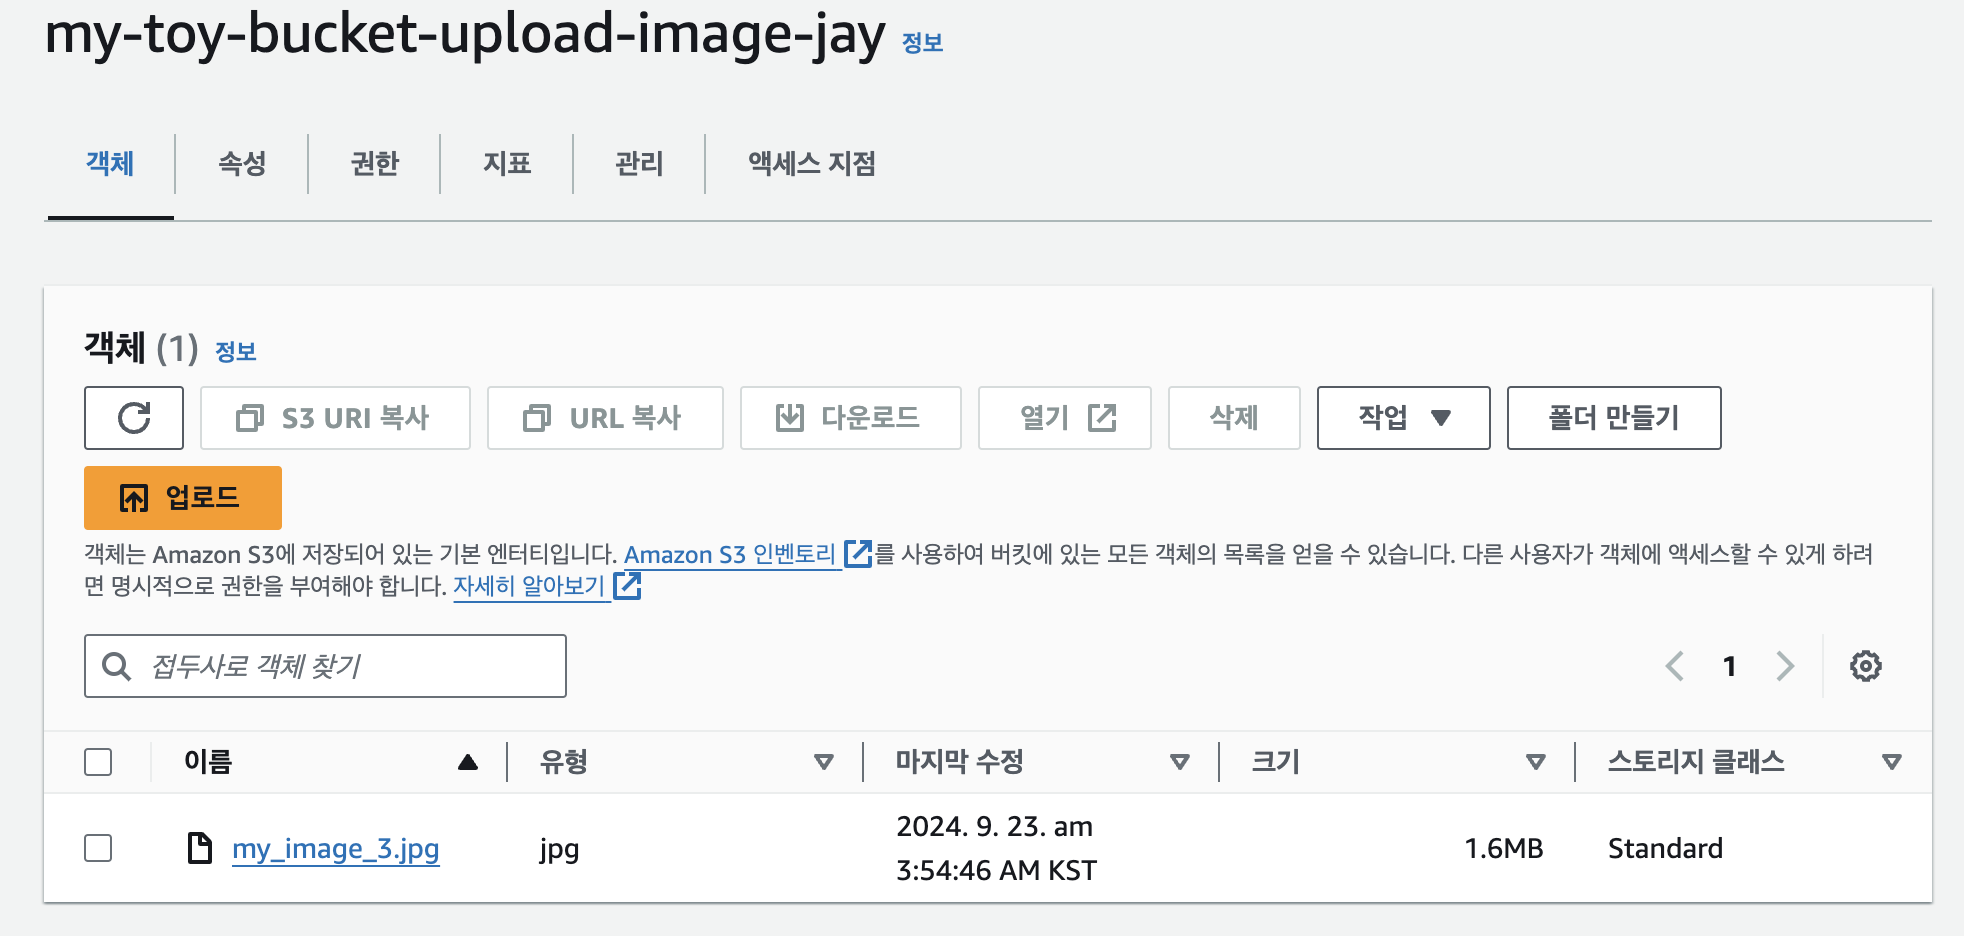 my-toy-bucket-upload-image-jay 정보
객체 속성 권한 지표 관리 액세스 지점
객체 (1) 정보
S3 URI 복사 URL 복사 다운로드 열기 삭제 작업 폴더 만들기
업로드
객체는 Amazon S3에 저장되어 있는 기본 엔터티입니다. Amazon S3 인벤토리 를 사용하여 버킷에 있는 모든 객체의 목록을 얻을 수 있습니다. 다른 사용자가 객체에 액세스할 수 있게 하려
면 명시적으로 권한을 부여해야 합니다. 자세히 알아보기
접두사로 객체 찾기 1
이름 유형 마지막 수정 크기 스토리지 클래스
my_image_3.jpg jpg 2024. 9. 23. am 1.6MB Standard
3:54:46 AM KST